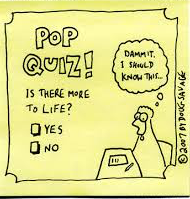 POP
QUIZ!
IS THERE MORE
TO LIFE?
YES
NO
DAMMIT.
I SHOULD
KNOW THIS...
© 2007 BY DOUG SAVAGE